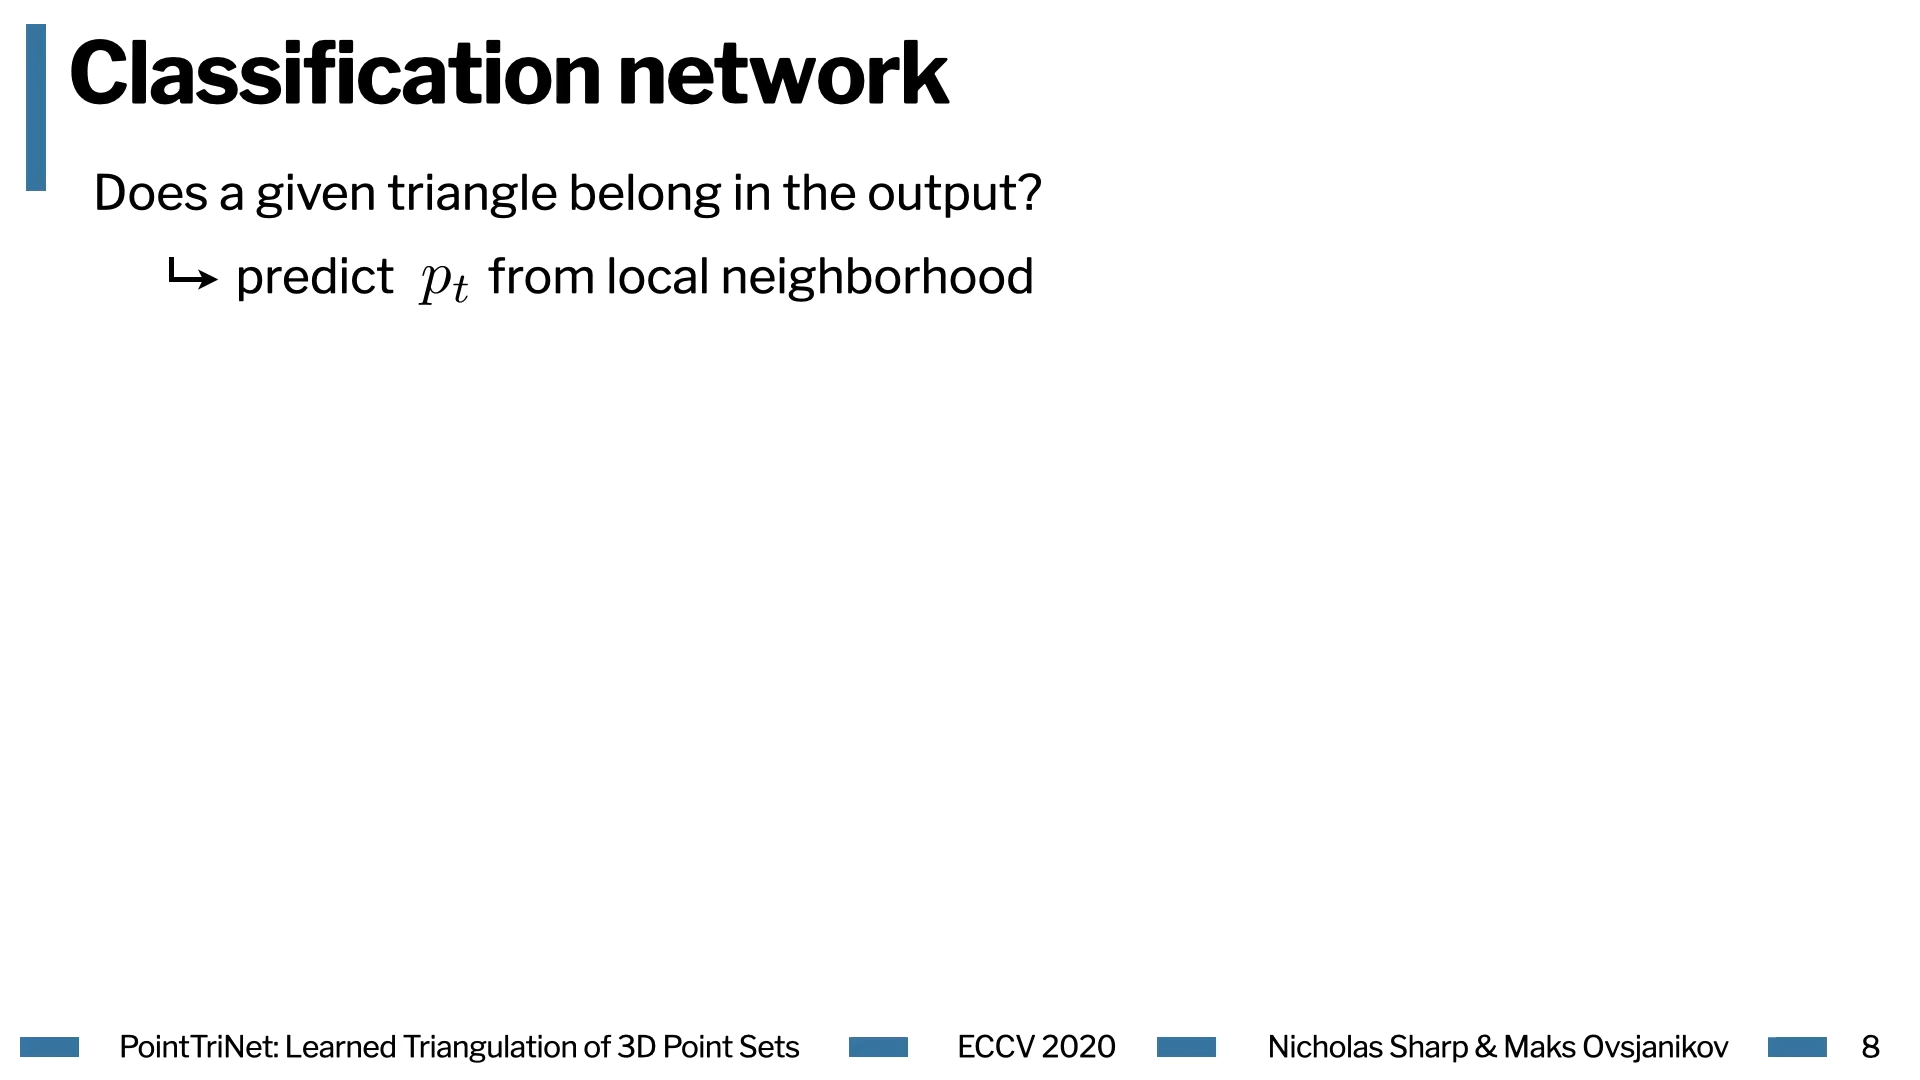 Classification network
Does a given triangle belong in the output?
↳ predict p_t from local neighborhood
PointTriNet: Learned Triangulation of 3D Point Sets ECCV 2020 Nicholas Sharp & Maks Ovsjanikov 8